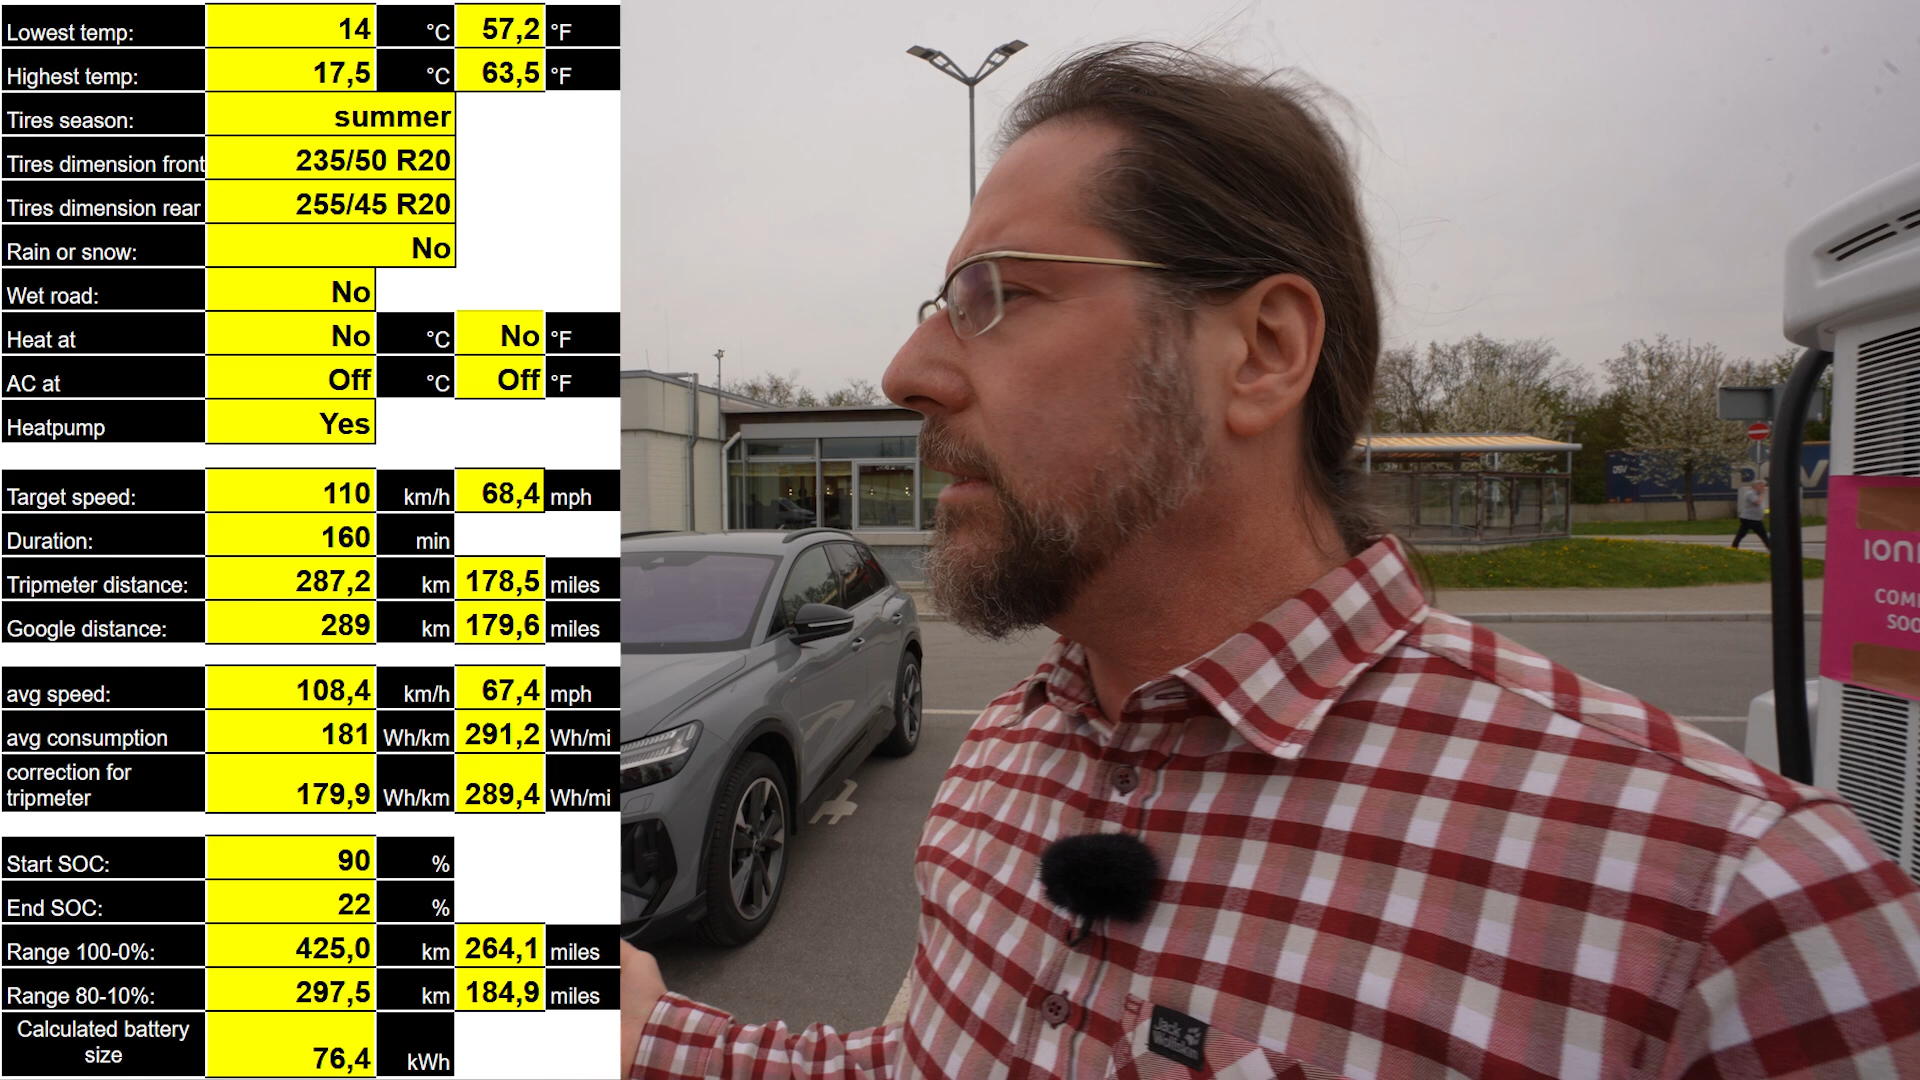 Lowest temp: 14 °C 57,2 °F
Highest temp: 17,5 °C 63,5 °F
Tires season: summer
Tires dimension front 235/50 R20
Tires dimension rear 255/45 R20
Rain or snow: No
Wet road: No
Heat at No °C No °F
AC at Off °C Off °F
Heatpump Yes
Target speed: 110 km/h 68,4 mph
Duration: 160 min
Tripmeter distance: 287,2 km 178,5 miles
Google distance: 289 km 179,6 miles
avg speed: 108,4 km/h 67,4 mph
avg consumption 181 Wh/km 291,2 Wh/mi
correction for
tripmeter 179,9 Wh/km 289,4 Wh/mi
Start SOC: 90 %
End SOC: 22 %
Range 100-0%: 425,0 km 264,1 miles
Range 80-10%: 297,5 km 184,9 miles
Calculated battery
size 76,4 kWh
DSV
DSV
ION
COM
SOO
Jack
Wolfskin